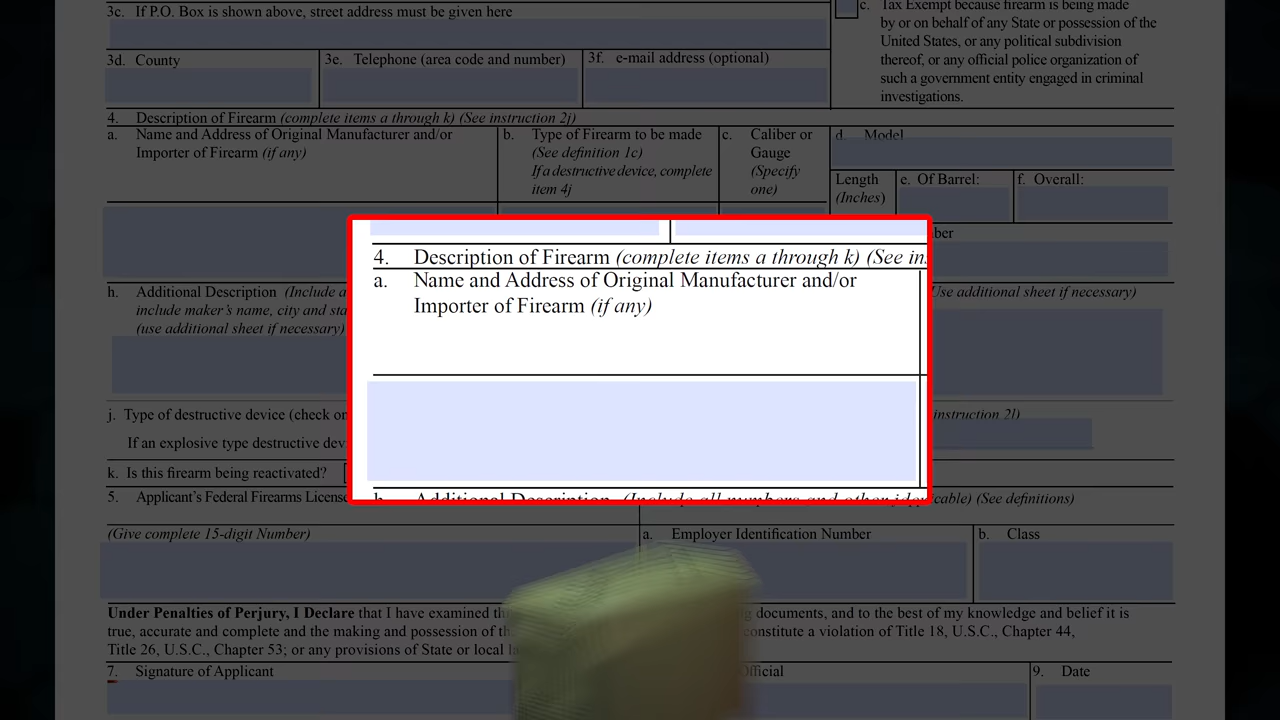 3c. If P.O. Box is shown above, street address must be given here
c. Tax Exempt because firearm is being made
by or on behalf of any State or possession of the
United States, or any political subdivision
thereof, or any official police organization of
such a government entity engaged in criminal
investigations.
3d. County
3e. Telephone (area code and number)
3f. e-mail address (optional)
4. Description of Firearm (complete items a through k) (See instruction 2j)
a. Name and Address of Original Manufacturer and/or
Importer of Firearm (if any)
b. Type of Firearm to be made
(See definition 1c)
If a destructive device, complete
item 4j
c. Caliber or
Gauge
(Specify
one)
d. Model
Length
(Inches)
e. Of Barrel:
f. Overall:
4. Description of Firearm (complete items a through k) (See
a. Name and Address of Original Manufacturer and/or
Importer of Firearm (if any)
h. Additional Description (Include all numbers and other
h. Additional Description (Include
include maker's name, city and
(use additional sheet if necessary)
Use additional sheet if necessary)
j. Type of destructive device (check
instruction 2l)
If an explosive type destructive
k. Is this firearm being reactivated?
5. Applicant's Federal Firearms License
(See definitions)
(Give complete 15-digit Number)
a. Employer Identification Number
b. Class
Under Penalties of Perjury, I Declare that I have examined
documents, and to the best of my knowledge and belief it is
true, accurate and complete and the making and possession of
constitute a violation of Title 18, U.S.C., Chapter 44,
Title 26, U.S.C., Chapter 53; or any provisions of State or local
7. Signature of Applicant
Official
9. Date